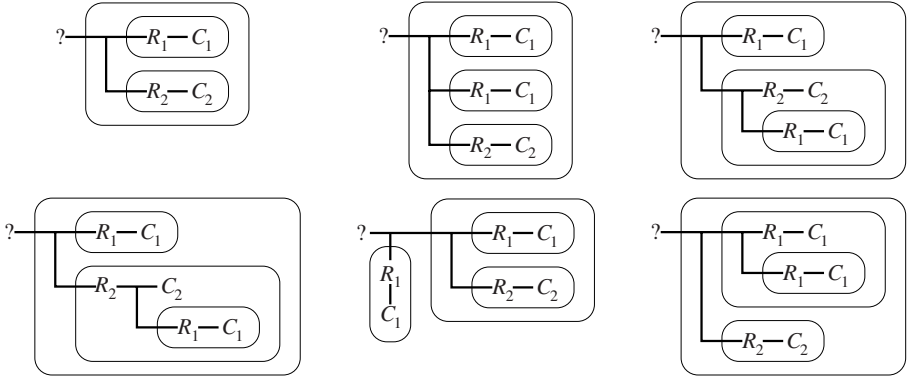 ? R₁ C₁
R₂ C₂
? R₁ C₁
R₁ C₁
R₂ C₂
? R₁ C₁
R₂ C₂
R₁ C₁
? R₁ C₁
R₂ C₂
R₁ C₁
? R₁ C₁
R₁ C₁
R₂ C₂
? R₁ C₁
R₁ C₁
R₂ C₂